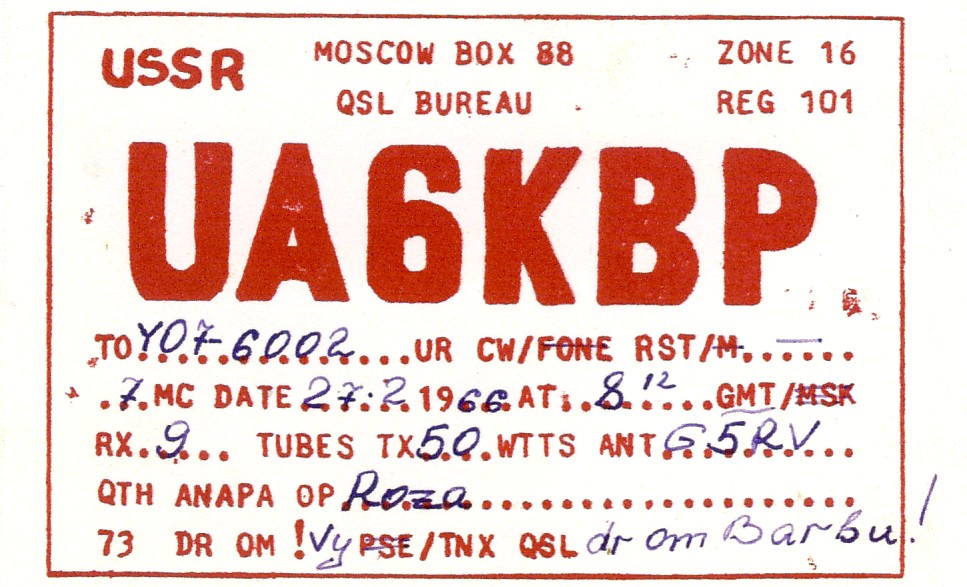 USSR MOSCOW BOX 88 ZONE 16
QSL BUREAU REG 101
UA6KBP
TO YO7-6002 ... UR CW/FONE RST/M. — .....
.7. MC DATE 27.2 1966 AT 8 12 GMT/MSK
RX. 9 ... TUBES TX 50 WTTS ANT G5RV
QTH ANAPA OP Roza
73 DR OM ! Vy PSE/TNX QSL dr om Barbu!